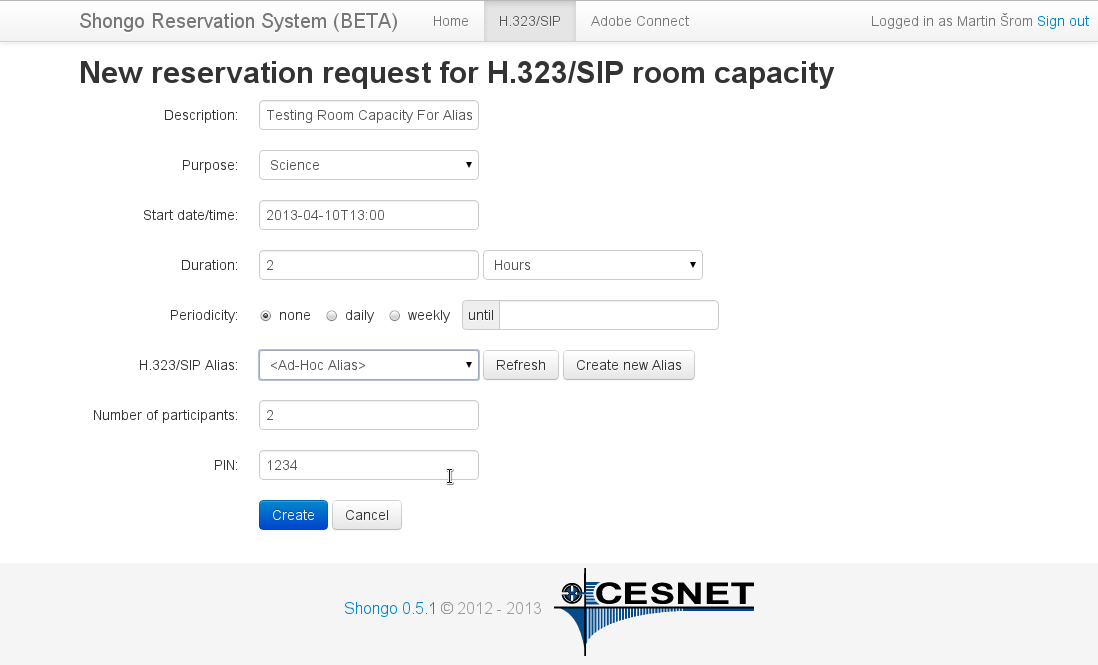 Shongo Reservation System (BETA) Home H.323/SIP Adobe Connect Logged in as Martin Šrom Sign out
New reservation request for H.323/SIP room capacity
Description: Testing Room Capacity For Alias
Purpose: Science
Start date/time: 2013-04-10T13:00
Duration: 2 Hours
Periodicity: none daily weekly until
H.323/SIP Alias: <Ad-Hoc Alias> Refresh Create new Alias
Number of participants: 2
PIN: 1234
Create Cancel
Shongo 0.5.1 © 2012 - 2013 CESNET